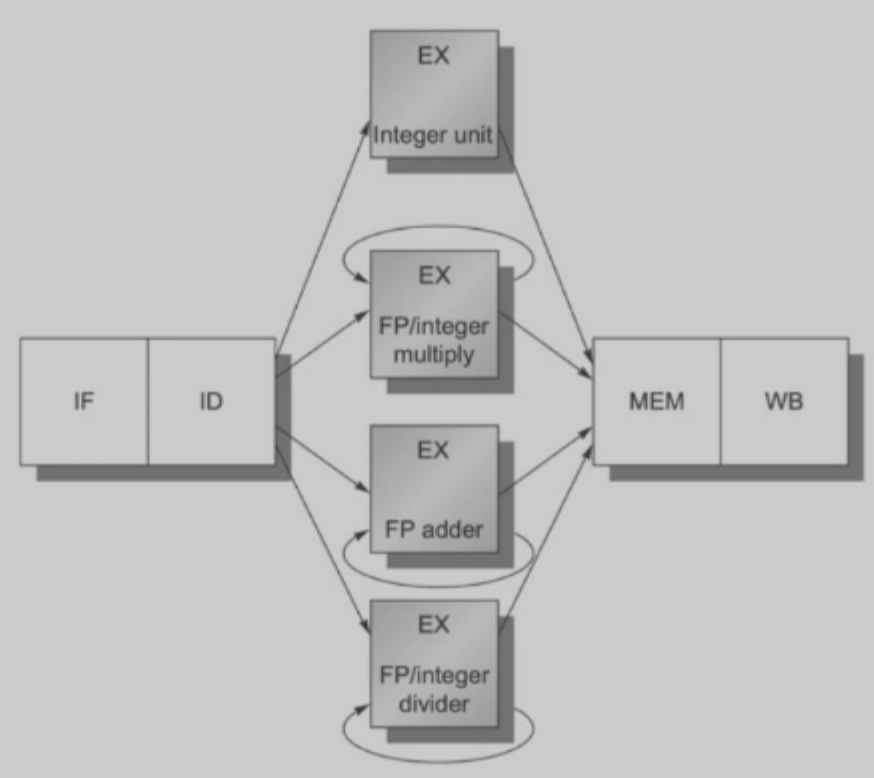 EX
Integer unit
EX
FP/integer
multiply
IF
ID
MEM
WB
EX
FP adder
EX
FP/integer
divider